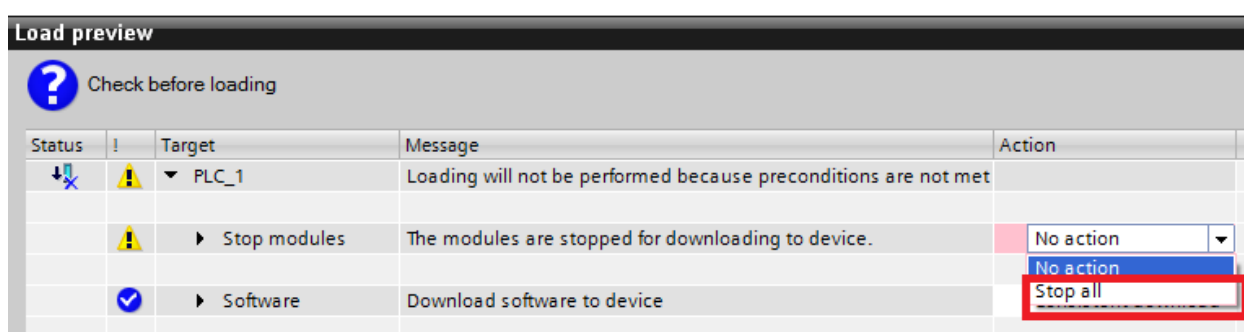 Load preview
Check before loading
Status ! Target Message Action
PLC_1 Loading will not be performed because preconditions are not met
Stop modules The modules are stopped for downloading to device. No action
No action
Software Download software to device Stop all